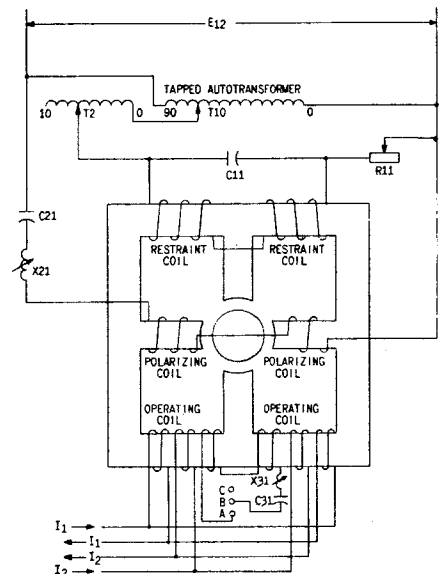 E12
TAPPED AUTOTRANSFORMER
10 T2 0 90 T10 0
C11
R11
C21
X21
RESTRAINT COIL
RESTRAINT COIL
POLARIZING COIL
POLARIZING COIL
OPERATING COIL
OPERATING COIL
X31
C31
C
B
A
I1
I1
I2
I2